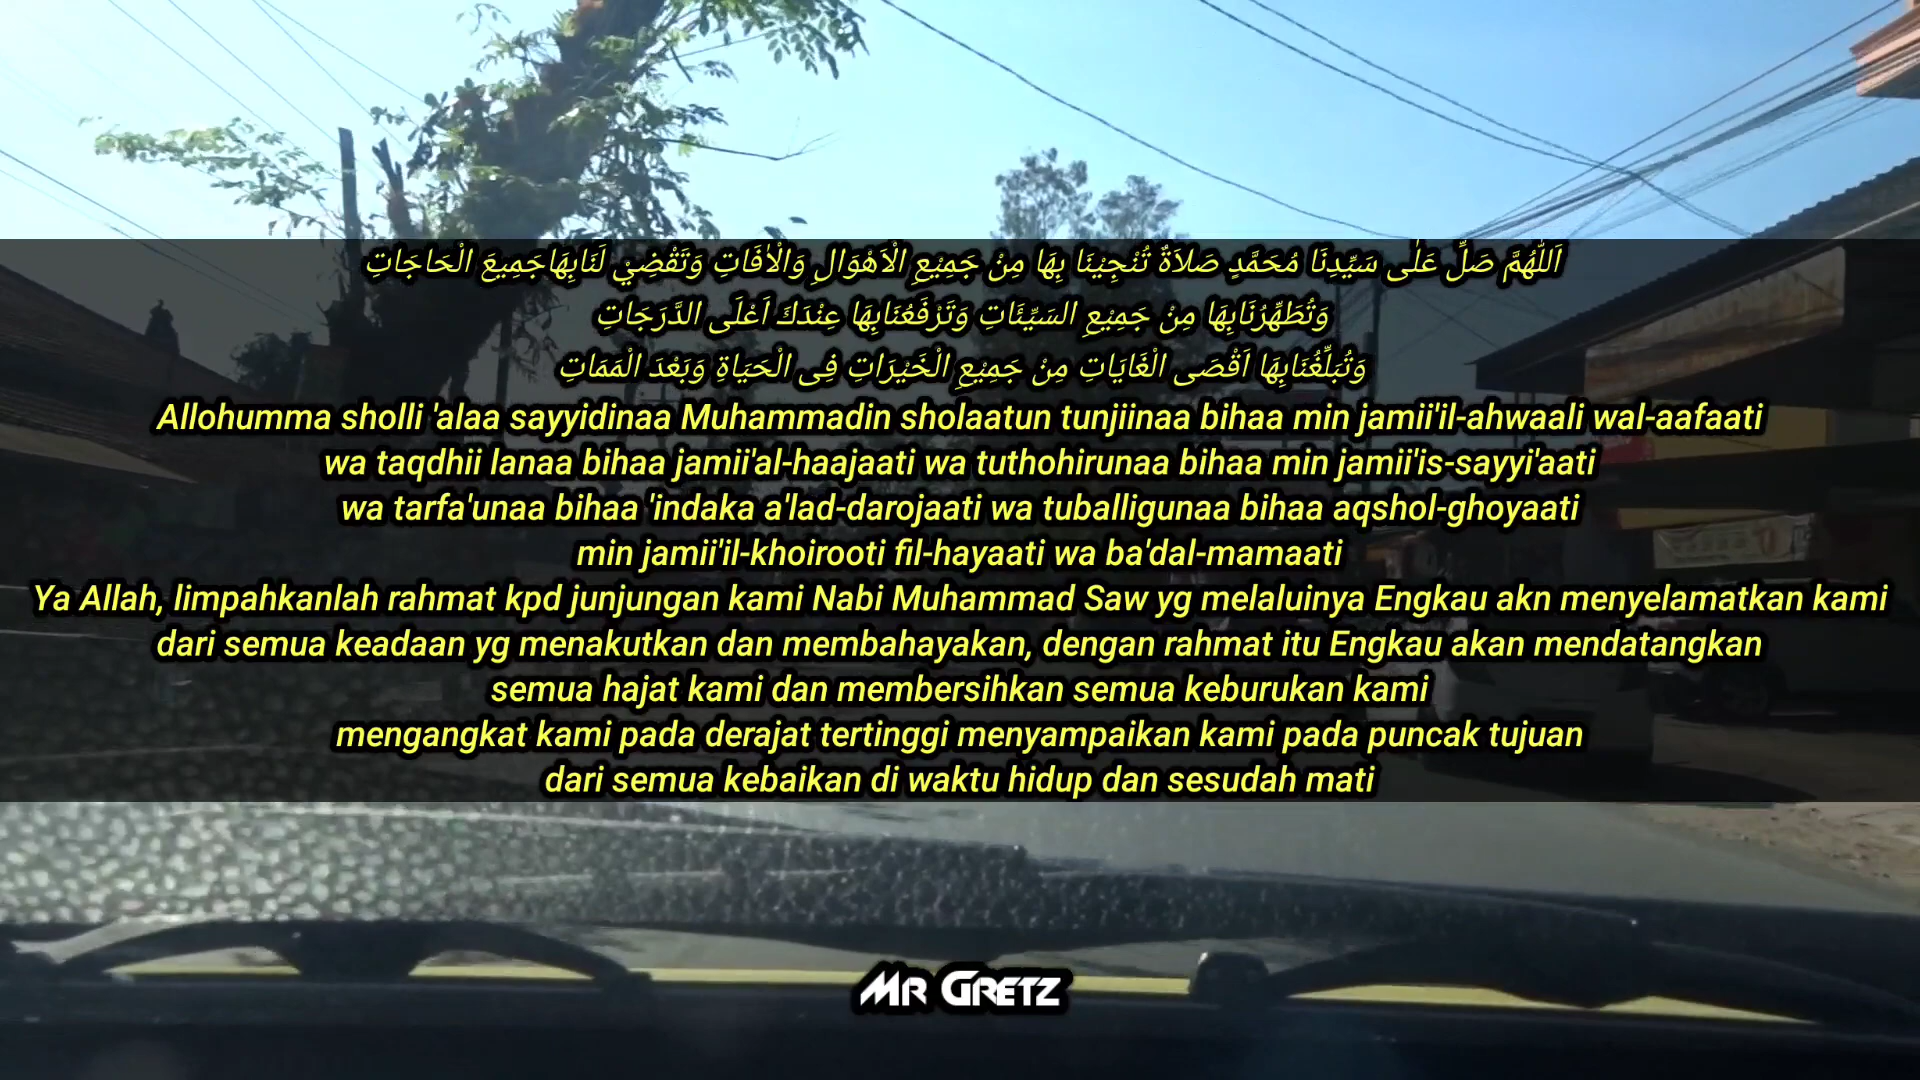 اَللّٰهُمَّ صَلِّ عَلٰى سَيِّدِنَا مُحَمَّدٍ صَلاَةً تُنْجِيْنَا بِهَا مِنْ جَمِيْعِ الْاَهْوَالِ وَالْاٰفَاتِ وَتَقْضِيْ لَنَابِهَاجَمِيعَ الْحَاجَاتِ
وَتُطَهِّرُنَابِهَا مِنْ جَمِيْعِ السَيِّئَاتِ وَتَرْفَعُنَابِهَا عِنْدَكَ اَعْلَى الدَّرَجَاتِ
وَتُبَلِّغُنَابِهَا اَقْصَى الْغَايَاتِ مِنْ جَمِيْعِ الْخَيْرَاتِ فِى الْحَيَاةِ وَبَعْدَ الْمَمَاتِ
Allohumma sholli 'alaa sayyidinaa Muhammadin sholaatun tunjiinaa bihaa min jamii'il-ahwaali wal-aafaati
wa taqdhii lanaa bihaa jamii'al-haajaati wa tuthohirunaa bihaa min jamii'is-sayyi'aati
wa tarfa'unaa bihaa 'indaka a'lad-darojaati wa tuballigunaa bihaa aqshol-ghoyaati
min jamii'il-khoirooti fil-hayaati wa ba'dal-mamaati
Ya Allah, limpahkanlah rahmat kpd junjungan kami Nabi Muhammad Saw yg melaluinya Engkau akn menyelamatkan kami
dari semua keadaan yg menakutkan dan membahayakan, dengan rahmat itu Engkau akan mendatangkan
semua hajat kami dan membersihkan semua keburukan kami
mengangkat kami pada derajat tertinggi menyampaikan kami pada puncak tujuan
dari semua kebaikan di waktu hidup dan sesudah mati
Mr Gretz